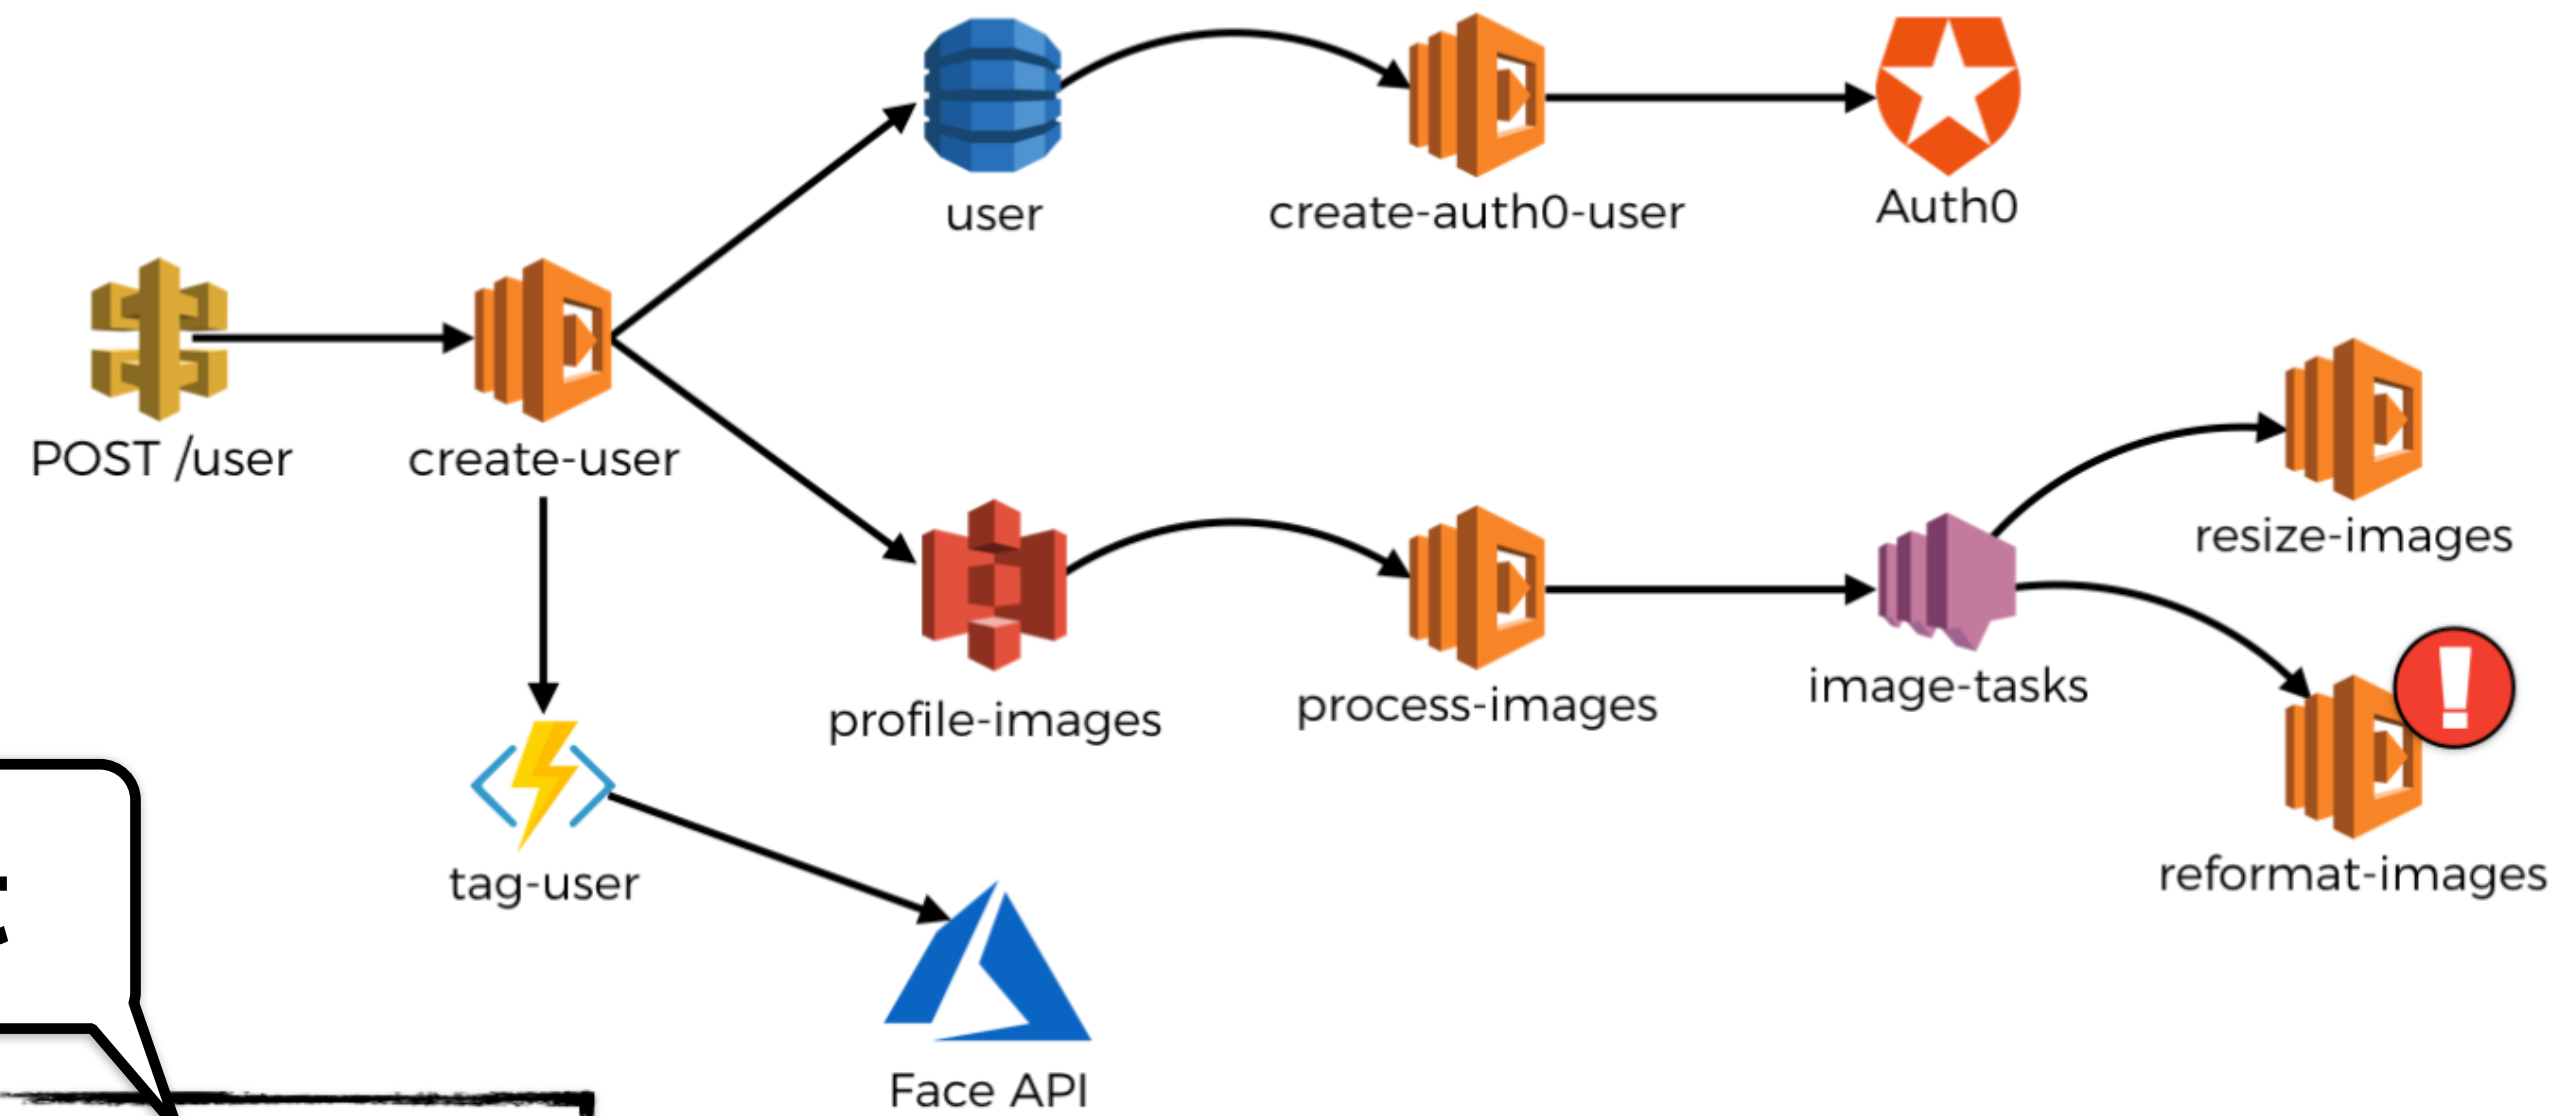 user
create-auth0-user
Auth0
POST /user
create-user
resize-images
profile-images
process-images
image-tasks
tag-user
reformat-images
Face API